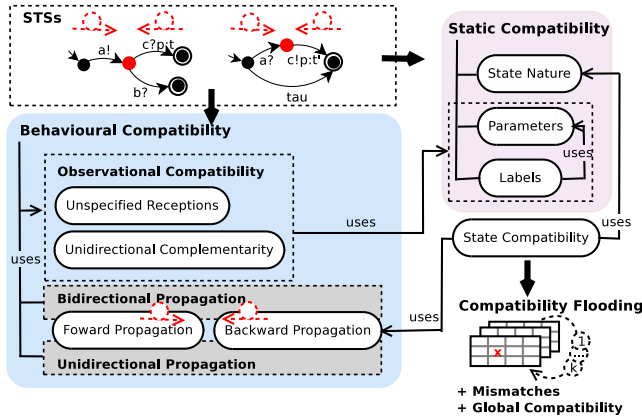 STSs
a!
c?p:t
b?
a?
c!p:t'
tau
Static Compatibility
State Nature
Parameters
uses
Labels
Behavioural Compatibility
Observational Compatibility
Unspecified Receptions
Unidirectional Complementarity
uses
uses
uses
State Compatibility
uses
Bidirectional Propagation
Foward Propagation
Backward Propagation
Unidirectional Propagation
Compatibility Flooding
x
1
...
k
+ Mismatches
+ Global Compatibility